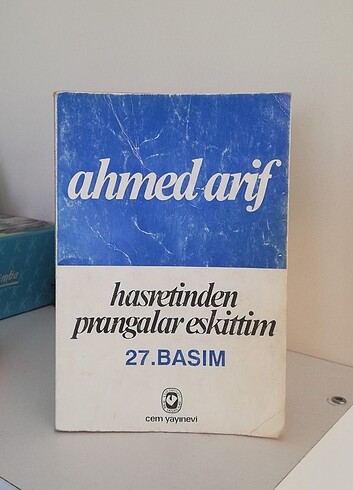 ahmed arif
hasretinden
prangalar eskittim
27.BASIM
cem yayınevi